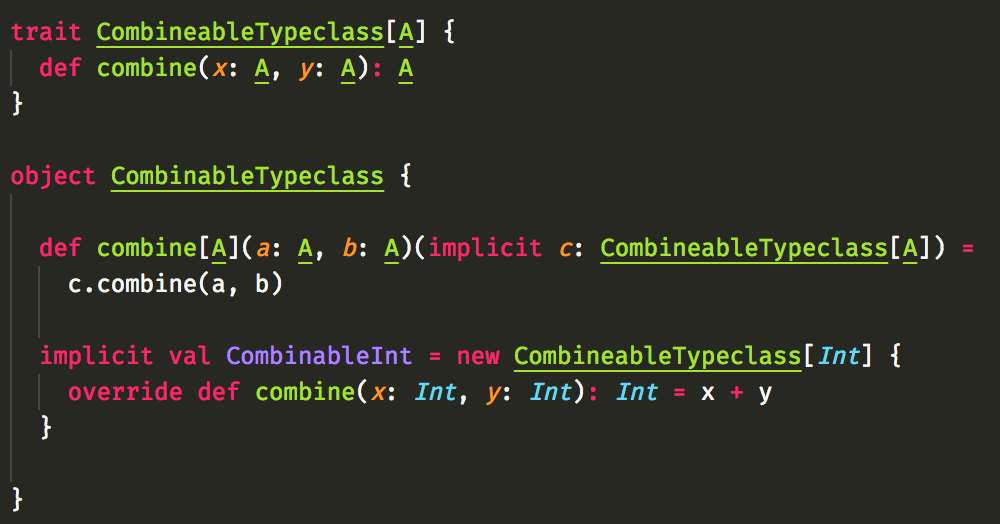 trait CombineableTypeclass[A] {
  def combine(x: A, y: A): A
}
object CombinableTypeclass {
  def combine[A](a: A, b: A)(implicit c: CombineableTypeclass[A]) =
    c.combine(a, b)
  implicit val CombinableInt = new CombineableTypeclass[Int] {
    override def combine(x: Int, y: Int): Int = x + y
  }
}